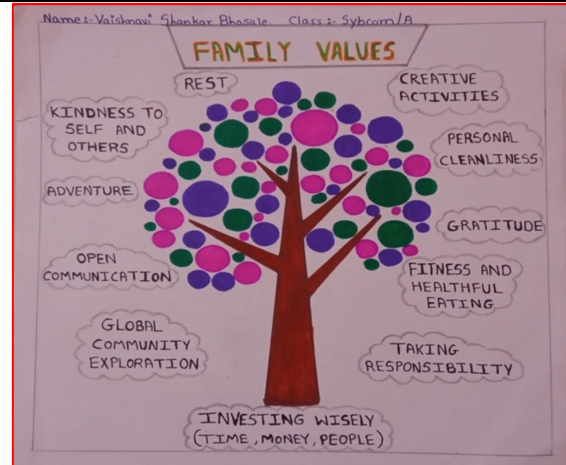 Name:- Vaishnavi Shankar Bhosale. Class:- Sybcom/A
FAMILY VALUES
REST
CREATIVE
ACTIVITIES
KINDNESS TO
SELF AND
OTHERS
PERSONAL
CLEANLINESS
ADVENTURE
GRATITUDE
OPEN
COMMUNICATION
FITNESS AND
HEALTHFUL
EATING
GLOBAL
COMMUNITY
EXPLORATION
TAKING
RESPONSIBILITY
INVESTING WISELY
(TIME, MONEY, PEOPLE)